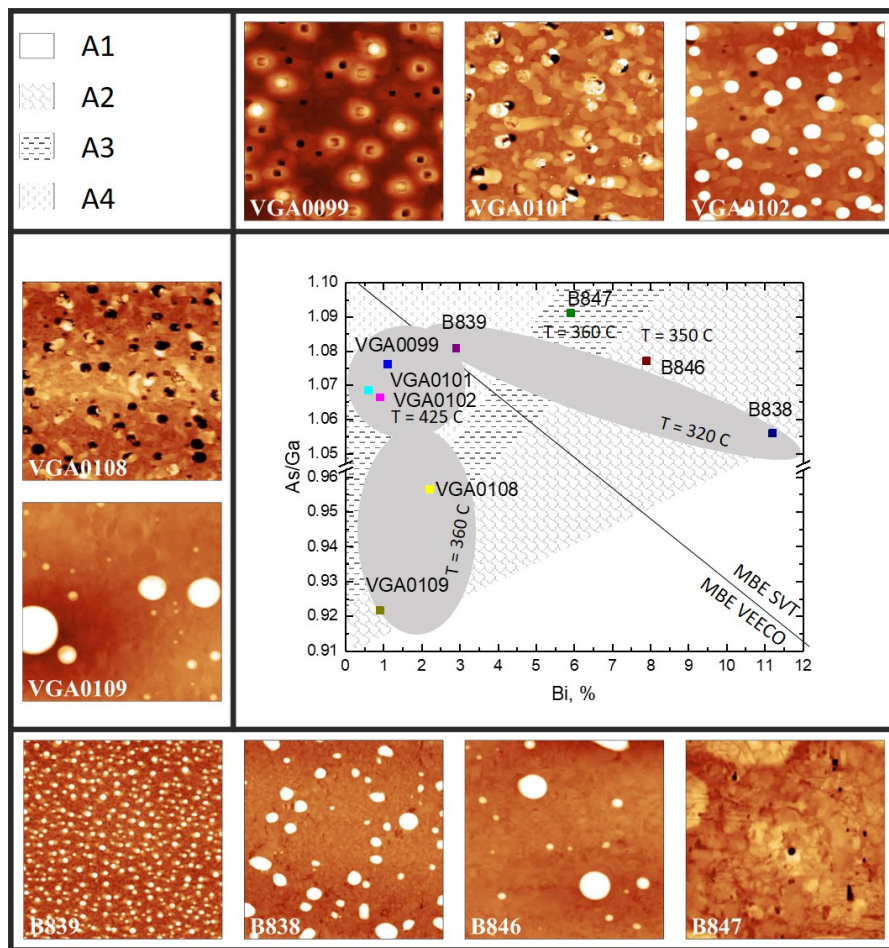 A1
A2
A3
A4
VGA0099
VGA0101
VGA0102
VGA0108
VGA0109
1.10
1.09
1.08
1.07
1.06
1.05
0.96
0.95
0.94
0.93
0.92
0.91
As/Ga
B847
B839
T = 360 C
T = 350 C
VGA0099
B846
VGA0101
VGA0102
T = 425 C
B838
T = 320 C
VGA0108
T = 360 C
VGA0109
MBE SVT
MBE VEECO
0 1 2 3 4 5 6 7 8 9 10 11 12
Bi, %
B839
B838
B846
B847